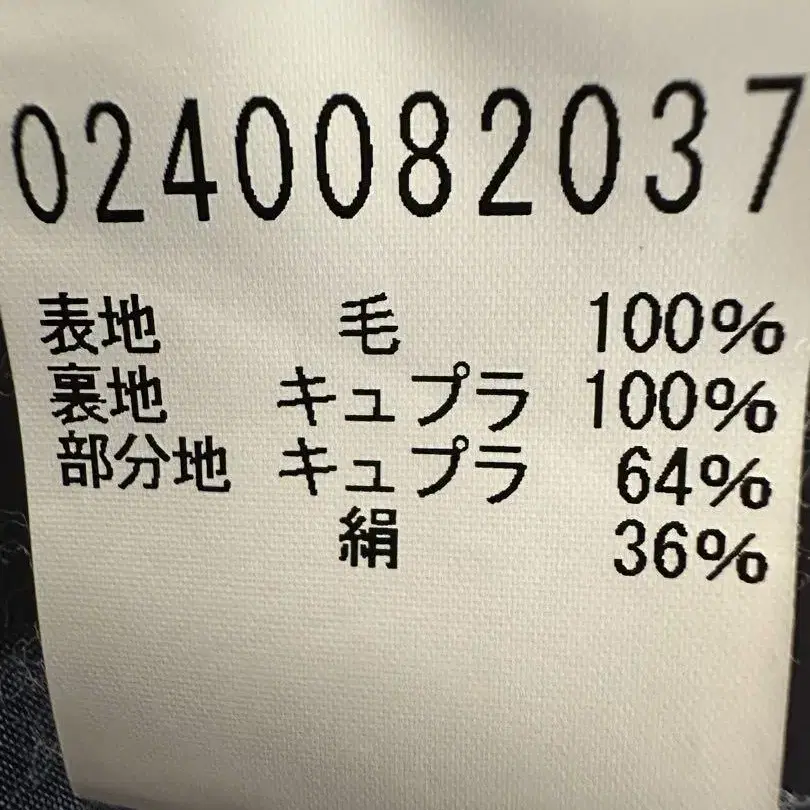 0240082037
表地 毛 100%
裏地 キュプラ 100%
部分地 キュプラ 64%
絹 36%